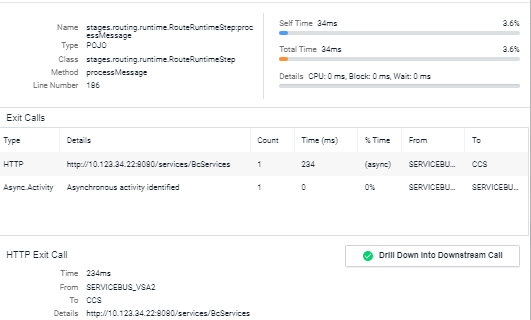 Name stages.routing.runtime.RouteRuntimeStep:proc
essMessage
Type POJO
Class stages.routing.runtime.RouteRuntimeStep
Method processMessage
Line Number 186
Self Time 34ms 3.6%
Total Time 34ms 3.6%
Details CPU: 0 ms, Block: 0 ms, Wait: 0 ms
Exit Calls
Type Details Count Time (ms) % Time From To
HTTP http://10.123.34.22:8080/services/BcServices 1 234 (async) SERVICEBU... CCS
Async.Activity Asynchronous activity identified 1 0 0% SERVICEBU... SERVICEBU...
HTTP Exit Call
Drill Down Into Downstream Call
Time 234ms
From SERVICEBUS_VSA2
To CCS
Details http://10.123.34.22:8080/services/BcServices